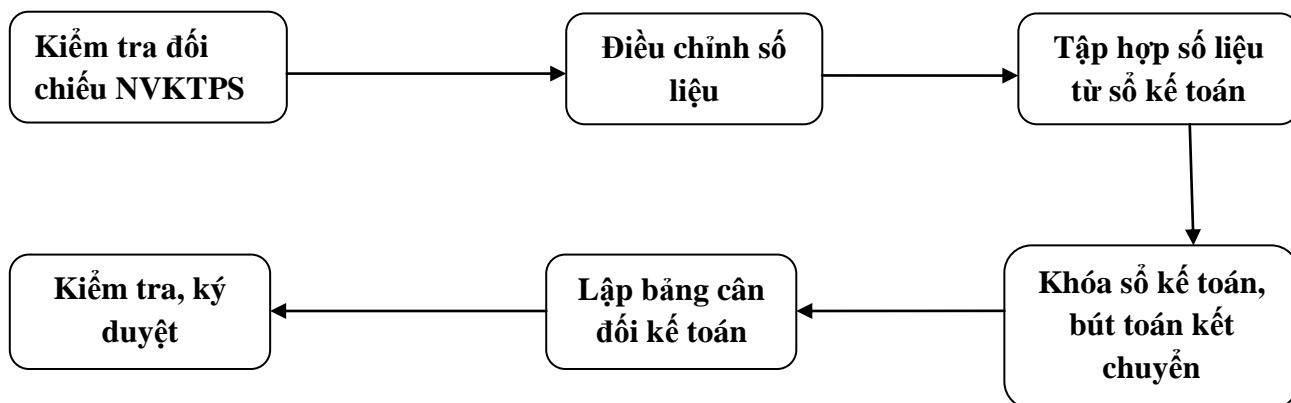 Kiểm tra đối
chiếu NVKTPS
Điều chỉnh số
liệu
Tập hợp số liệu
từ sổ kế toán
Khóa sổ kế toán,
bút toán kết
chuyển
Lập bảng cân
đối kế toán
Kiểm tra, ký
duyệt